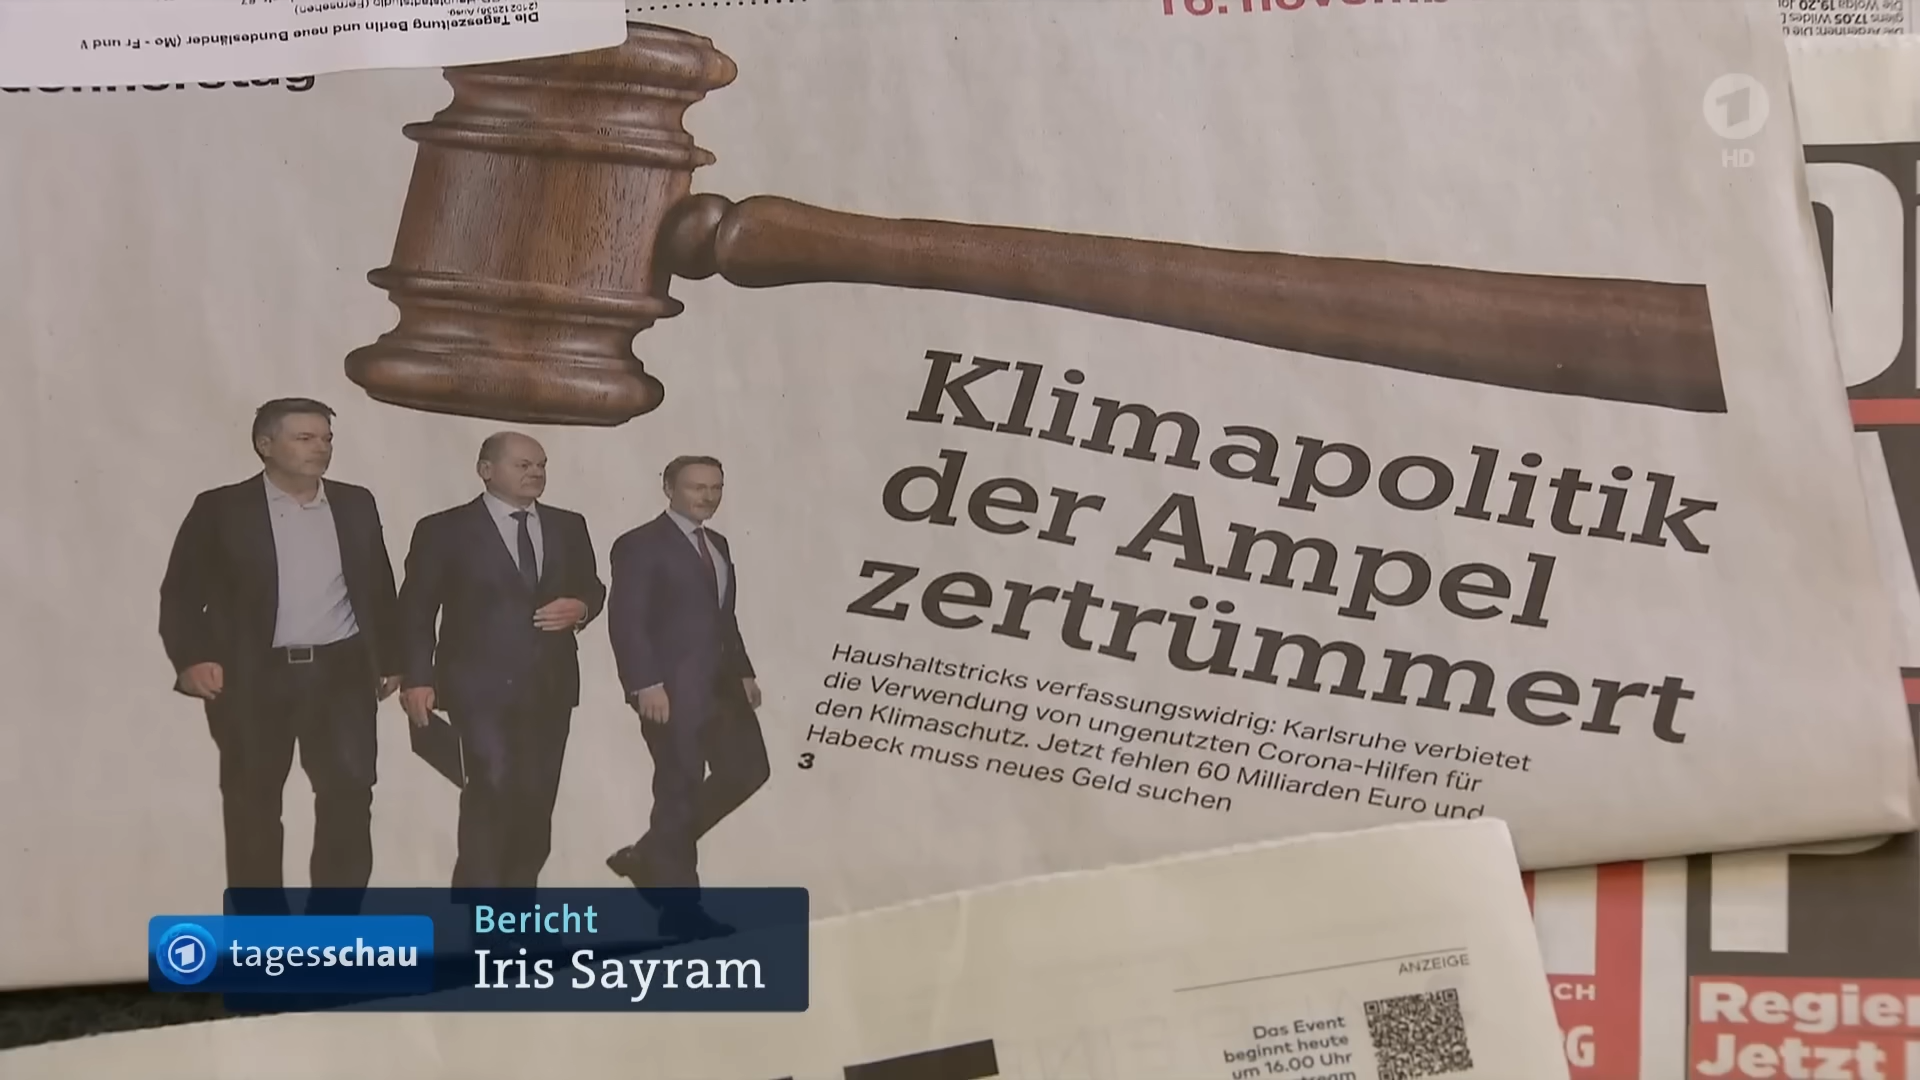 Die Tageszeitung Berlin und neue Bundesländer (Mo - Fr und
HD
Klimapolitik
der Ampel
zertrümmert
Haushaltstricks verfassungswidrig: Karlsruhe verbietet
die Verwendung von ungenutzten Corona-Hilfen für
den Klimaschutz. Jetzt fehlen 60 Milliarden Euro und
Habeck muss neues Geld suchen
3
Bericht
tagesschau
Iris Sayram
ANZEIGE
Das Event
beginnt heute
um 16.00 Uhr
Regier
Jetzt